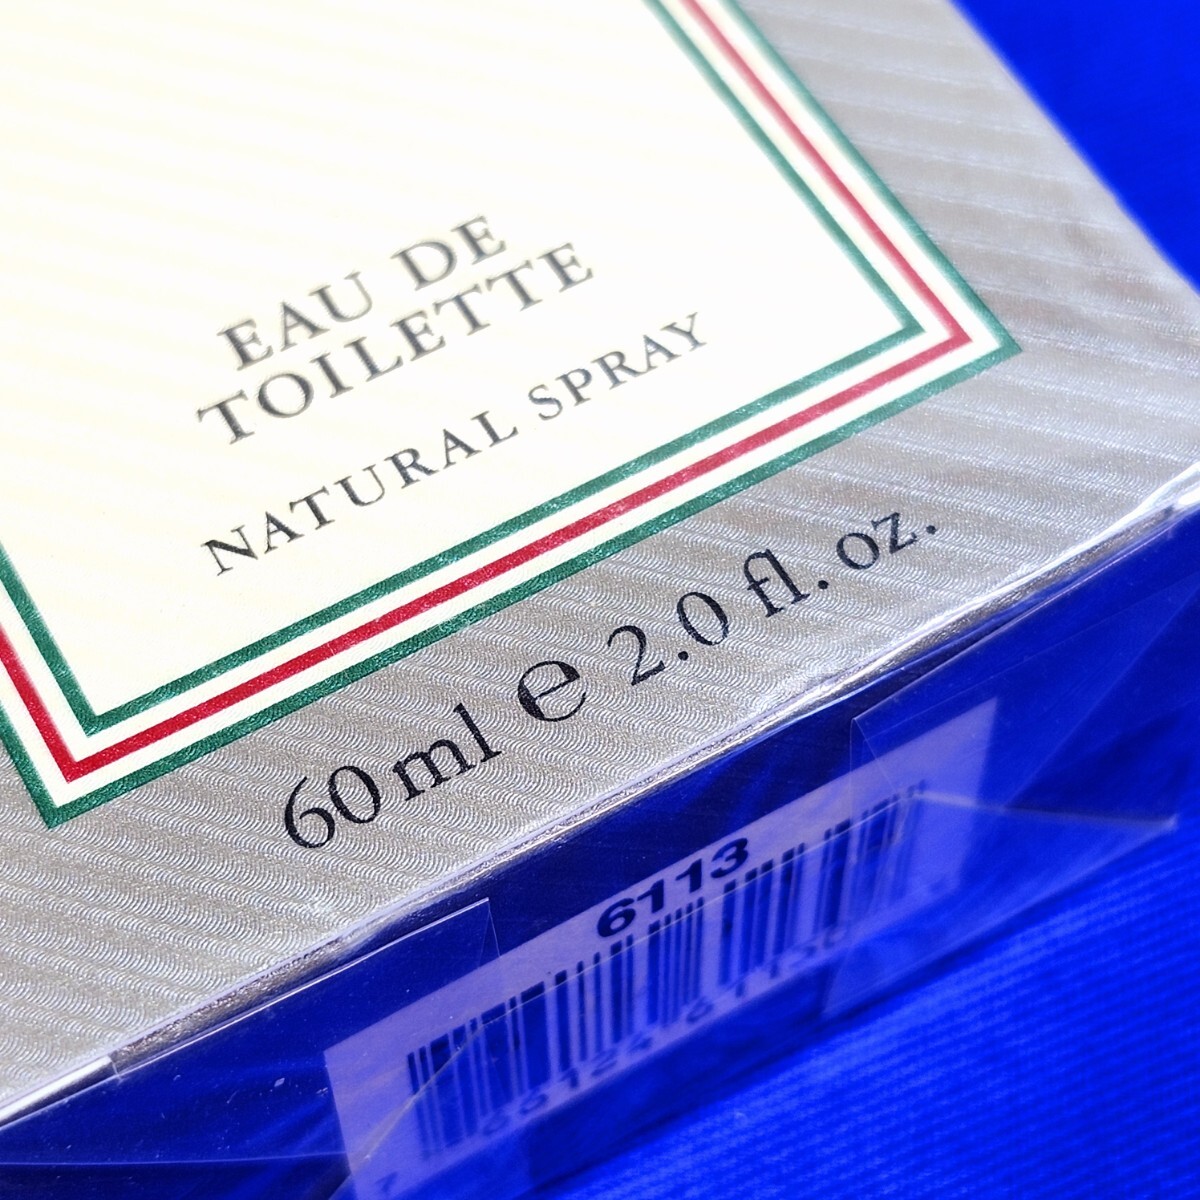 EAU DE
TOILETTE
NATURAL SPRAY
60ml e 2.0 fl. oz.
6113